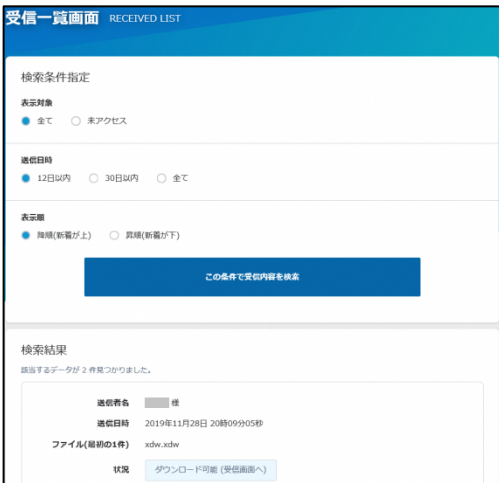 受信一覧画面 RECEIVED LIST
検索条件指定
表示対象
全て 未アクセス
送信日時
12日以内 30日以内 全て
表示順
降順(新着が上) 昇順(新着が下)
この条件で受信内容を検索
検索結果
該当するデータが 2 件見つかりました。
送信者名 様
送信日時 2019年11月28日 20時09分05秒
ファイル(最初の1件) xdw.xdw
状況 ダウンロード可能 (受信画面へ)